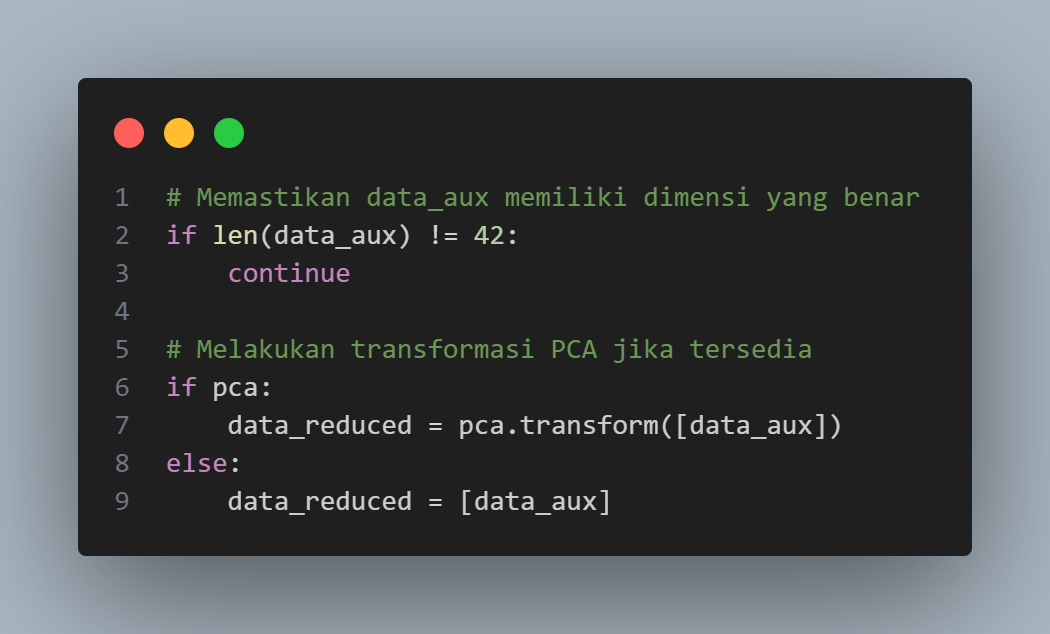 1 # Memastikan data_aux memiliki dimensi yang benar
2 if len(data_aux) != 42:
3     continue
4
5 # Melakukan transformasi PCA jika tersedia
6 if pca:
7     data_reduced = pca.transform([data_aux])
8 else:
9     data_reduced = [data_aux]